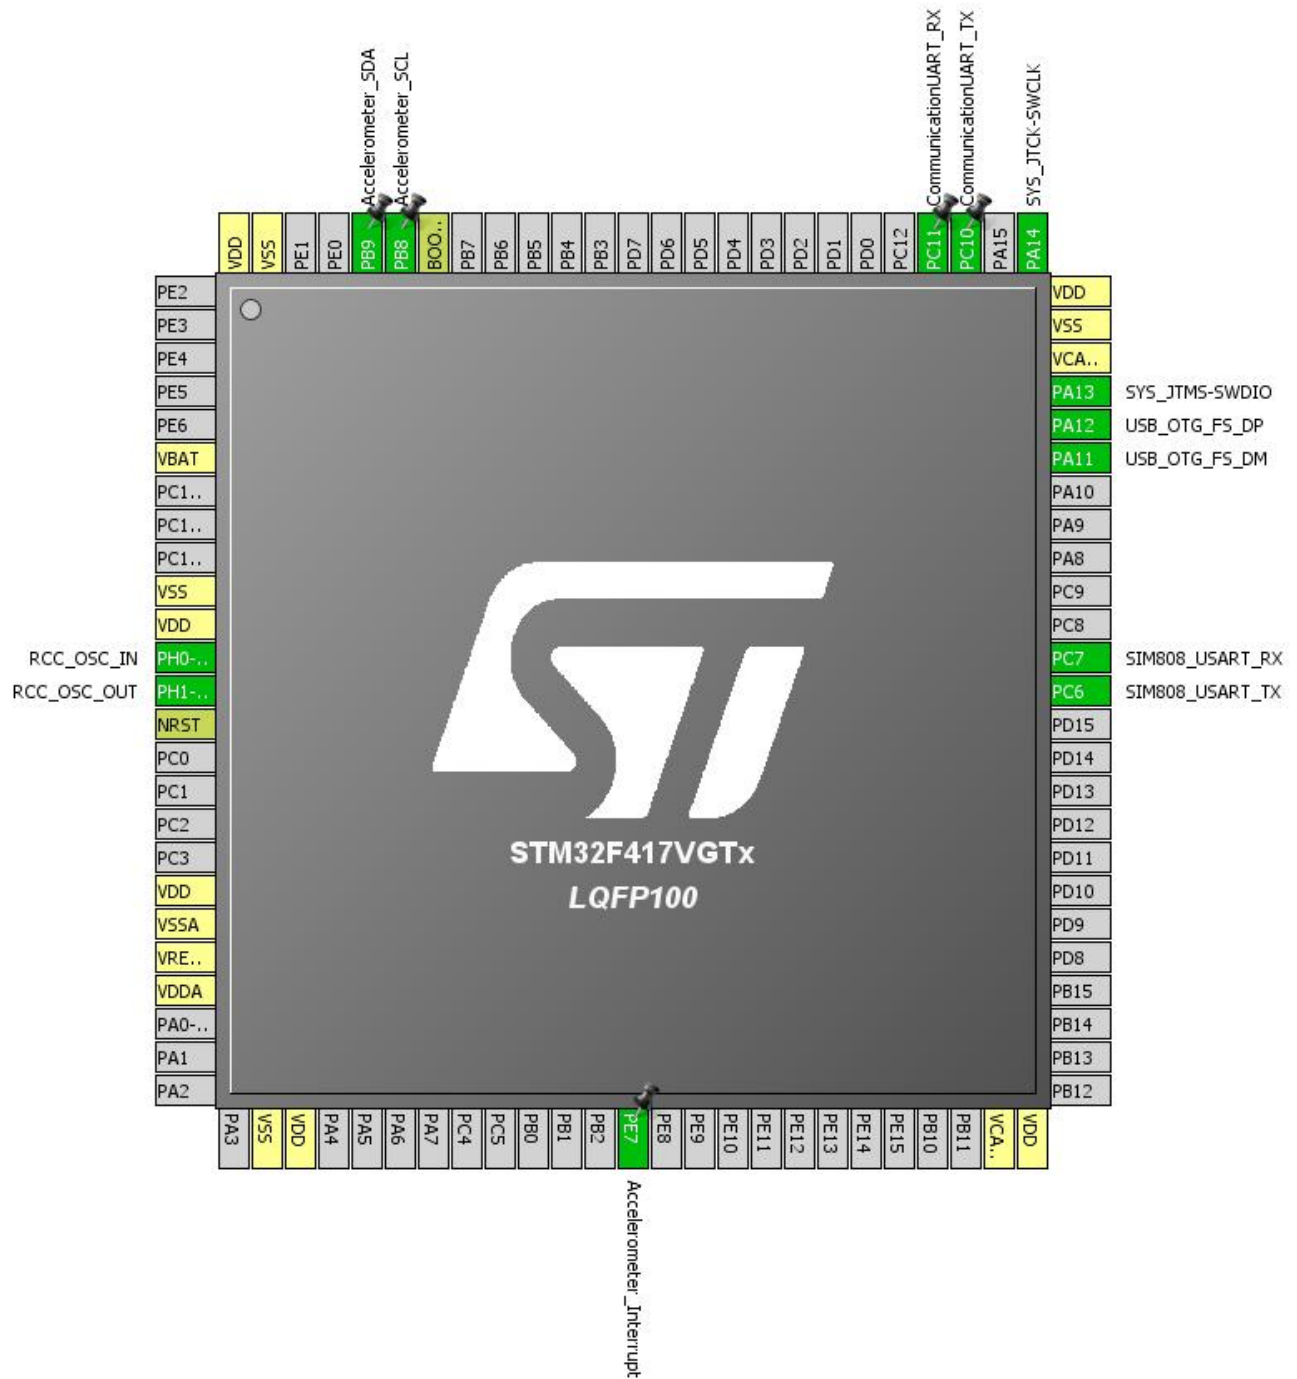 Accelerometer_SDA
Accelerometer_SCL
CommunicationUART_RX
CommunicationUART_TX
SYS_JTCK-SWCLK
VDD
VSS
PE1
PE0
PB9
PB8
BOO..
PB7
PB6
PB5
PB4
PB3
PD7
PD6
PD5
PD4
PD3
PD2
PD1
PD0
PC12
PC11
PC10
PA15
PA14
PE2
PE3
PE4
PE5
PE6
VBAT
PC1..
PC1..
PC1..
VSS
VDD
RCC_OSC_IN PH0-..
RCC_OSC_OUT PH1-..
NRST
PC0
PC1
PC2
PC3
VDD
VSSA
VRE..
VDDA
PA0-..
PA1
PA2
STM32F417VGTx
LQFP100
VDD
VSS
VCA..
PA13 SYS_JTMS-SWDIO
PA12 USB_OTG_FS_DP
PA11 USB_OTG_FS_DM
PA10
PA9
PA8
PC9
PC8
PC7 SIM808_USART_RX
PC6 SIM808_USART_TX
PD15
PD14
PD13
PD12
PD11
PD10
PD9
PD8
PB15
PB14
PB13
PB12
PA3
VSS
VDD
PA4
PA5
PA6
PA7
PC4
PC5
PB0
PB1
PB2
PE7
PE8
PE9
PE10
PE11
PE12
PE13
PE14
PE15
PB10
PB11
VCA..
VDD
Accelerometer_Interrupt